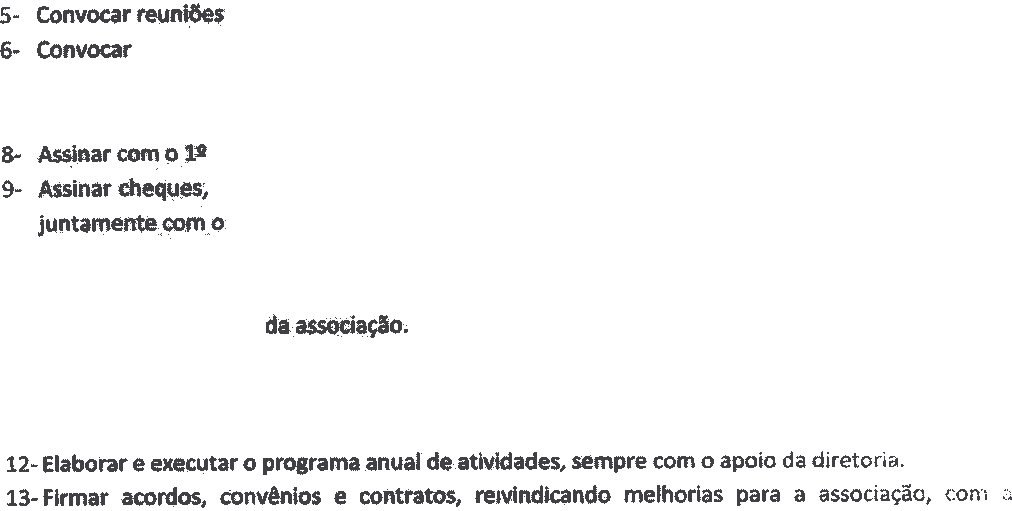 5- Convocar reuniões
6- Convocar
8- Assinar com o 1º
9- Assinar cheques,
juntamente com o
da associação.
12- Elaborar e executar o programa anual de atividades, sempre com o apoio da diretoria.
13- Firmar acordos, convênios e contratos, reivindicando melhorias para a associação, com a